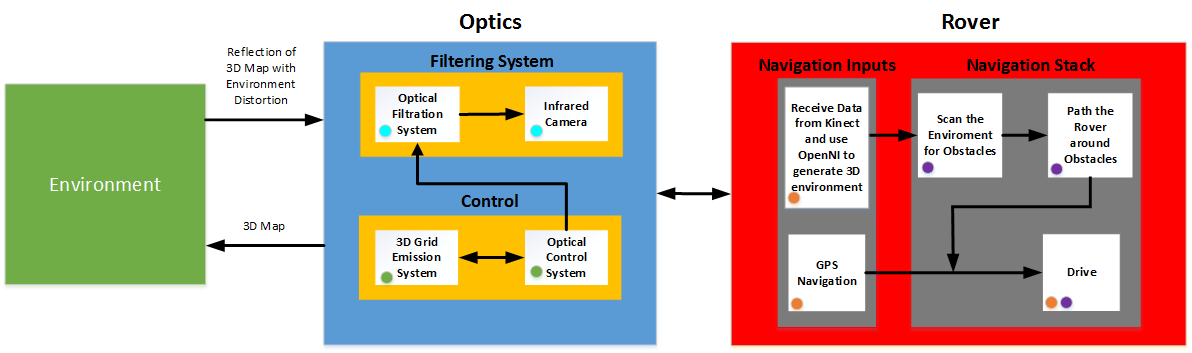 Optics
Rover
Reflection of
3D Map with
Environment
Distortion
Environment
3D Map
Filtering System
Optical
Filtration
System
Infrared
Camera
Control
3D Grid
Emission
System
Optical
Control
System
Navigation Inputs
Receive Data
from Kinect
and use
OpenNI to
generate 3D
environment
GPS
Navigation
Navigation Stack
Scan the
Enviroment
for Obstacles
Path the
Rover
around
Obstacles
Drive